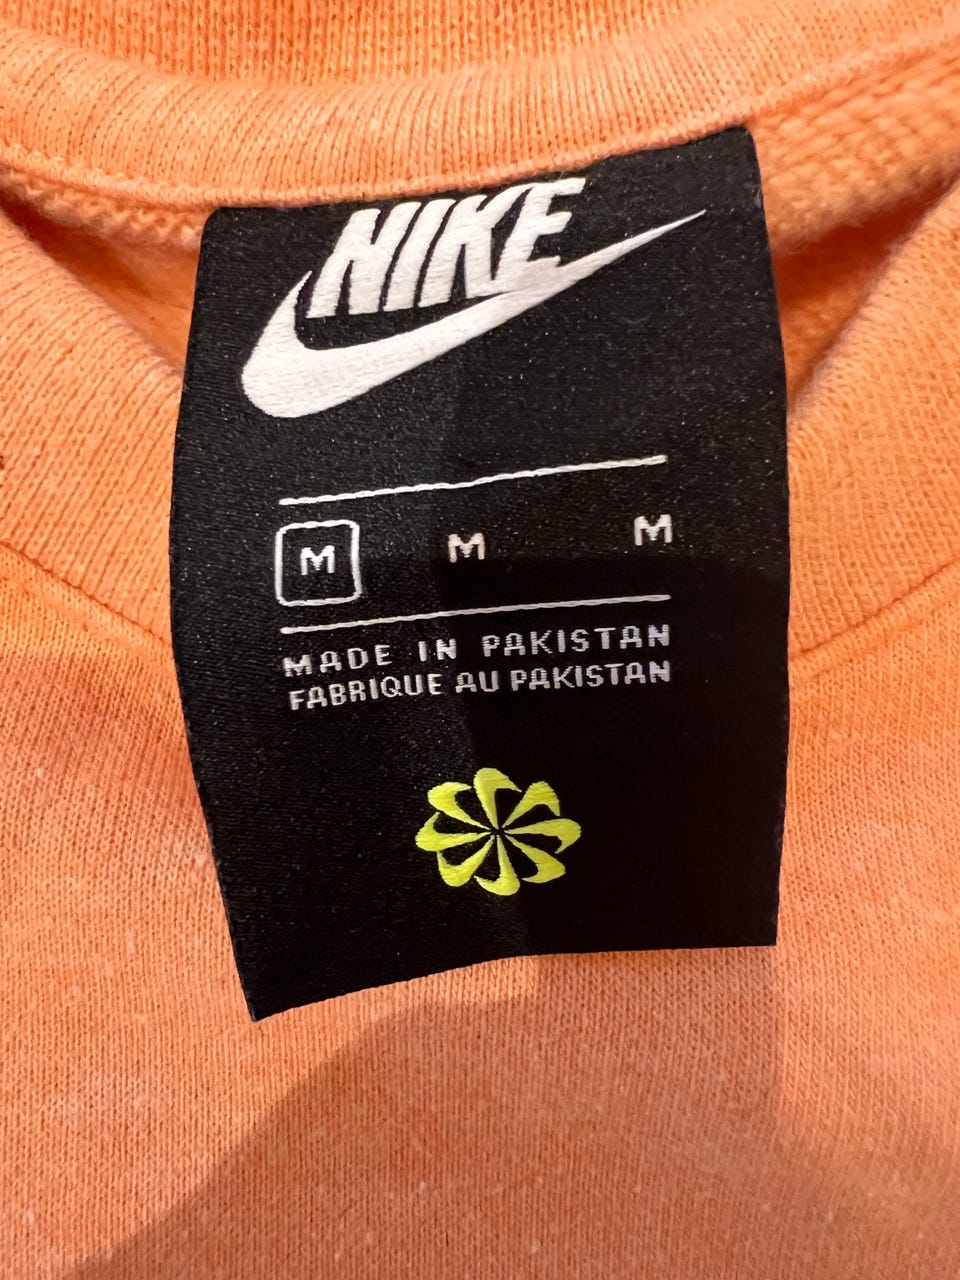 NIKE
M M M
MADE IN PAKISTAN
FABRIQUE AU PAKISTAN